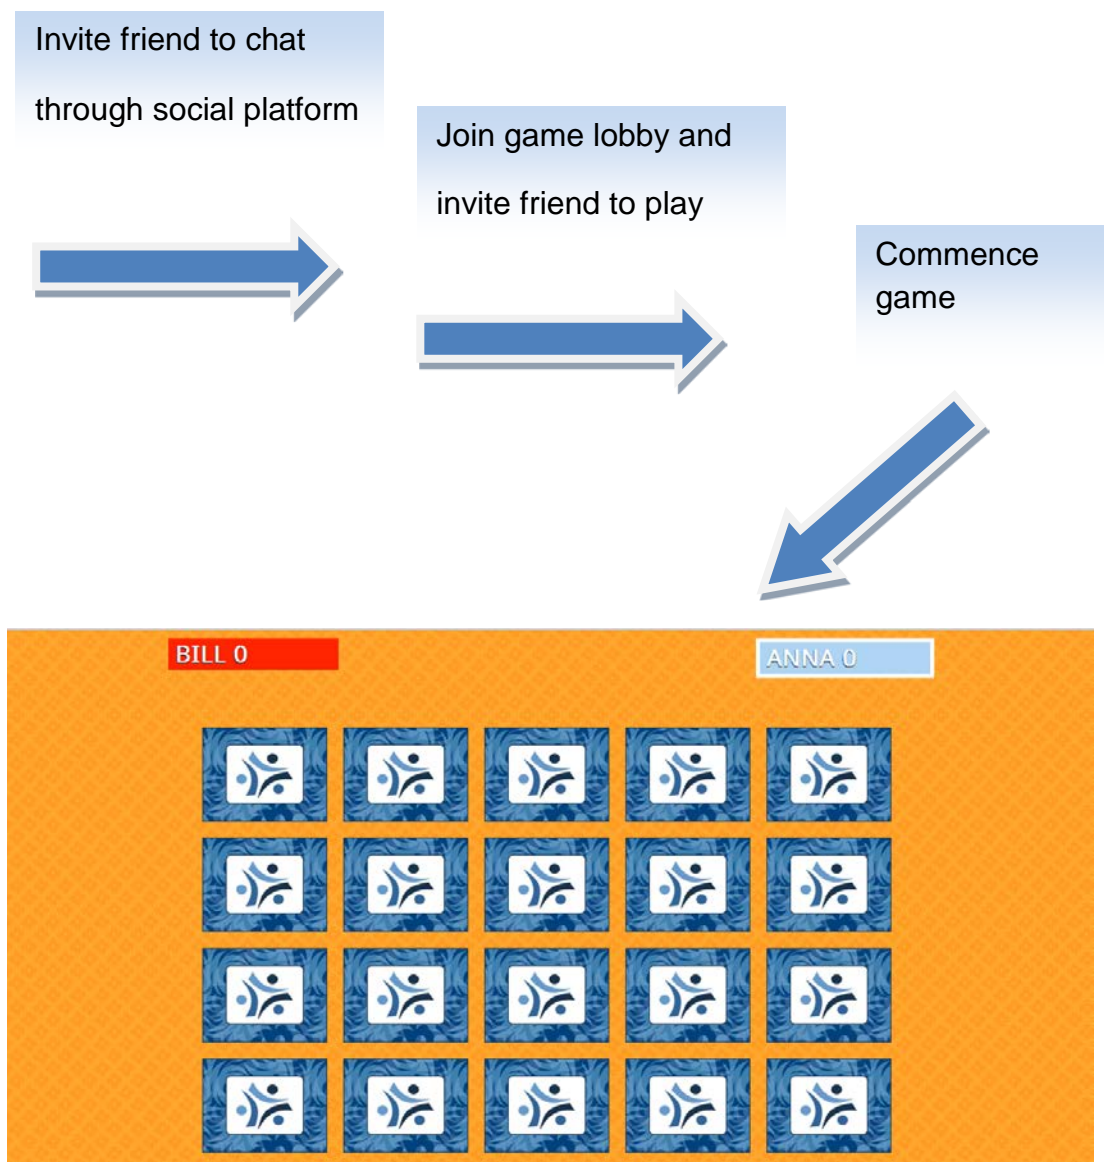 Invite friend to chat
through social platform
Join game lobby and
invite friend to play
Commence
game
BILL 0
ANNA 0